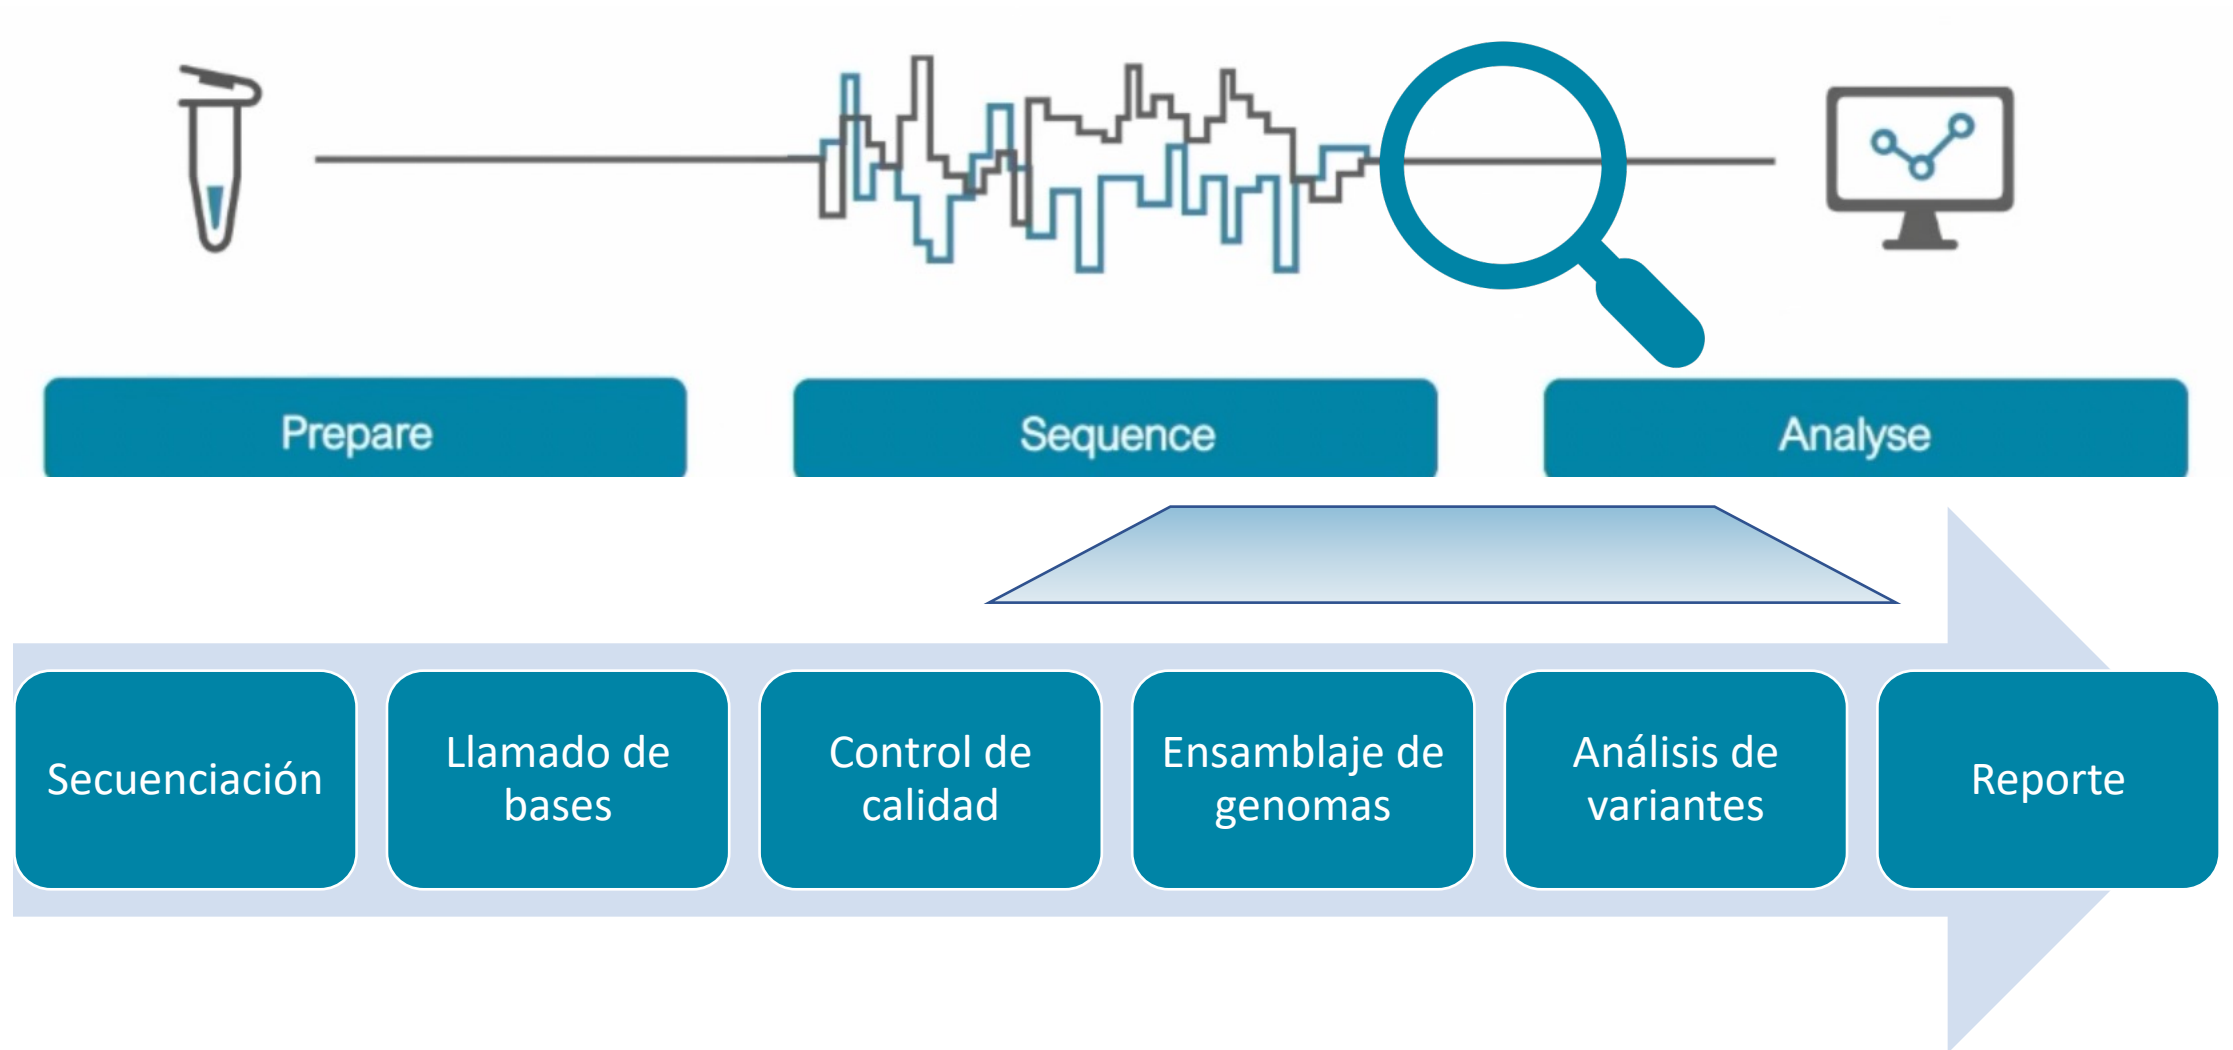 Prepare
Sequence
Analyse
Secuenciación
Llamado de
bases
Control de
calidad
Ensamblaje de
genomas
Análisis de
variantes
Reporte